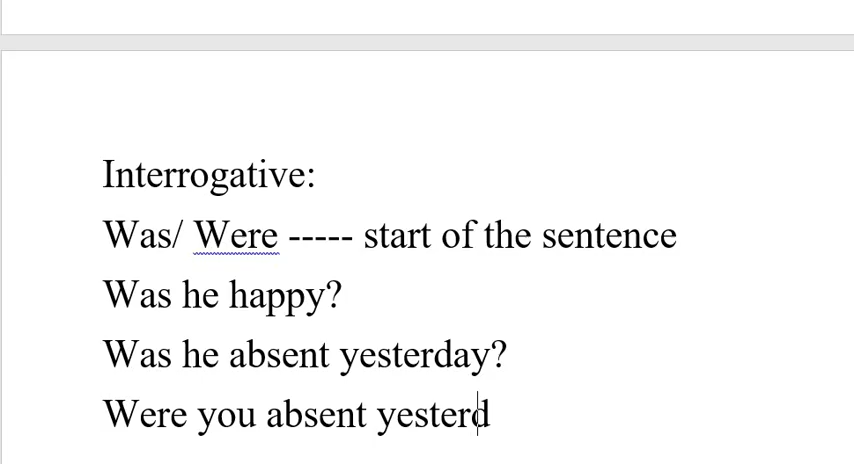 Interrogative:
Was/ Were ----- start of the sentence
Was he happy?
Was he absent yesterday?
Were you absent yesterd